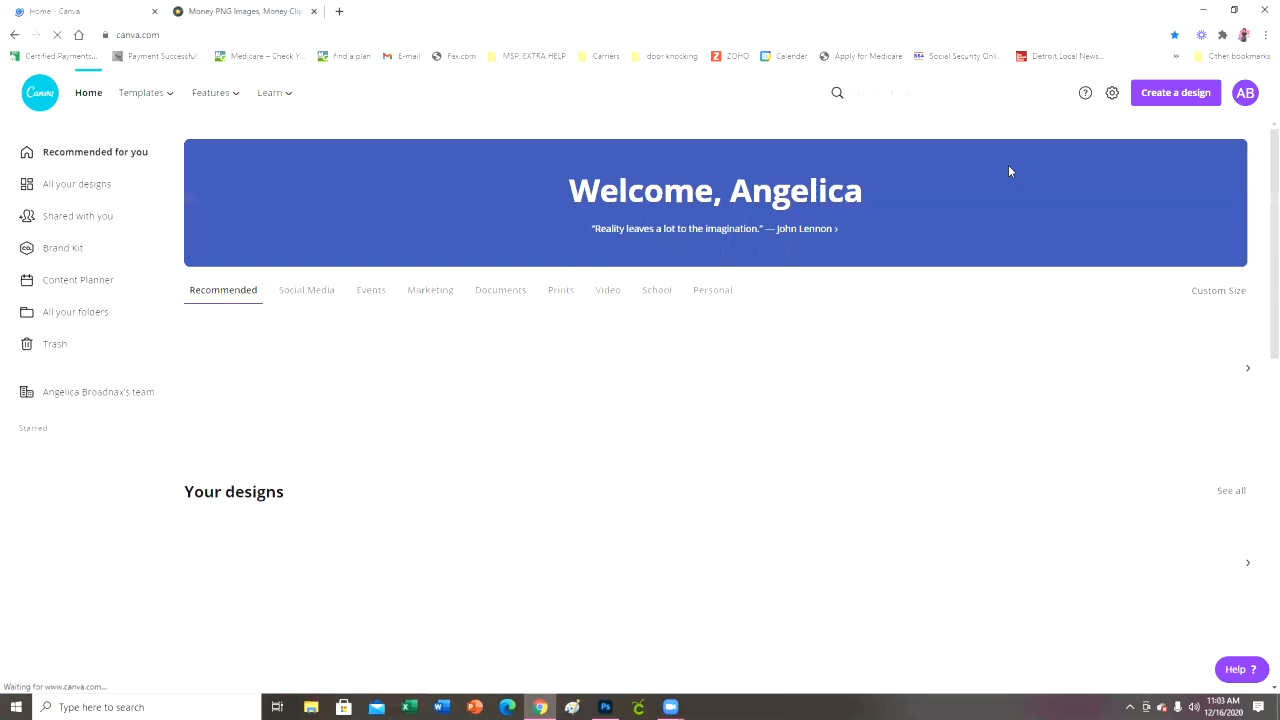 Home - Canva
Money PNG Images, Money Clip
canva.com
Certified Payments...
Payment Successful...
Medicare – Check Y...
find a plan
E-mail
Fax.com
MSP, EXTRA HELP
Carriers
door knocking
ZOHO
Calender
Apply for Medicare
Social Security Onli...
Detroit Local News...
»
Other bookmarks
Canva
Home
Templates
Features
Learn
Create a design
AB
Recommended for you
All your designs
Shared with you
Brand Kit
Content Planner
All your folders
Trash
Angelica Broadnax's team
Starred
Welcome, Angelica
“Reality leaves a lot to the imagination.” — John Lennon ›
Recommended
Social Media
Events
Marketing
Documents
Prints
Video
School
Personal
Custom Size
Your designs
See all
Help ?
Waiting for www.canva.com...
Type here to search
11:03 AM
12/16/2020